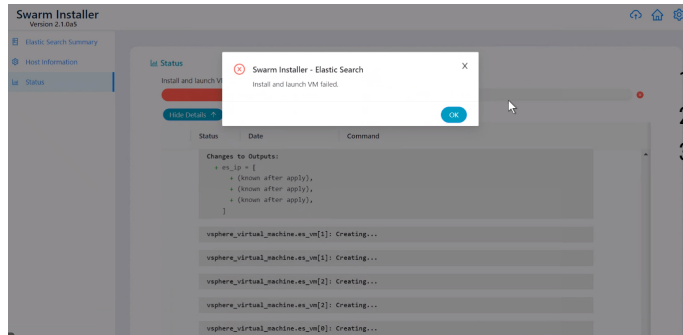 Swarm Installer
Version 2.1.0a5
Elastic Search Summary
Host Information
Status
Status
Install and launch VM
Swarm Installer - Elastic Search
X
Install and launch VM failed.
OK
Hide Details ↑
Status Date Command
Changes to Outputs:
+ es_ip = [
+ (known after apply),
+ (known after apply),
+ (known after apply),
]
vsphere_virtual_machine.es_vm[1]: Creating...
vsphere_virtual_machine.es_vm[1]: Creating...
vsphere_virtual_machine.es_vm[2]: Creating...
vsphere_virtual_machine.es_vm[2]: Creating...
vsphere_virtual_machine.es_vm[0]: Creating...